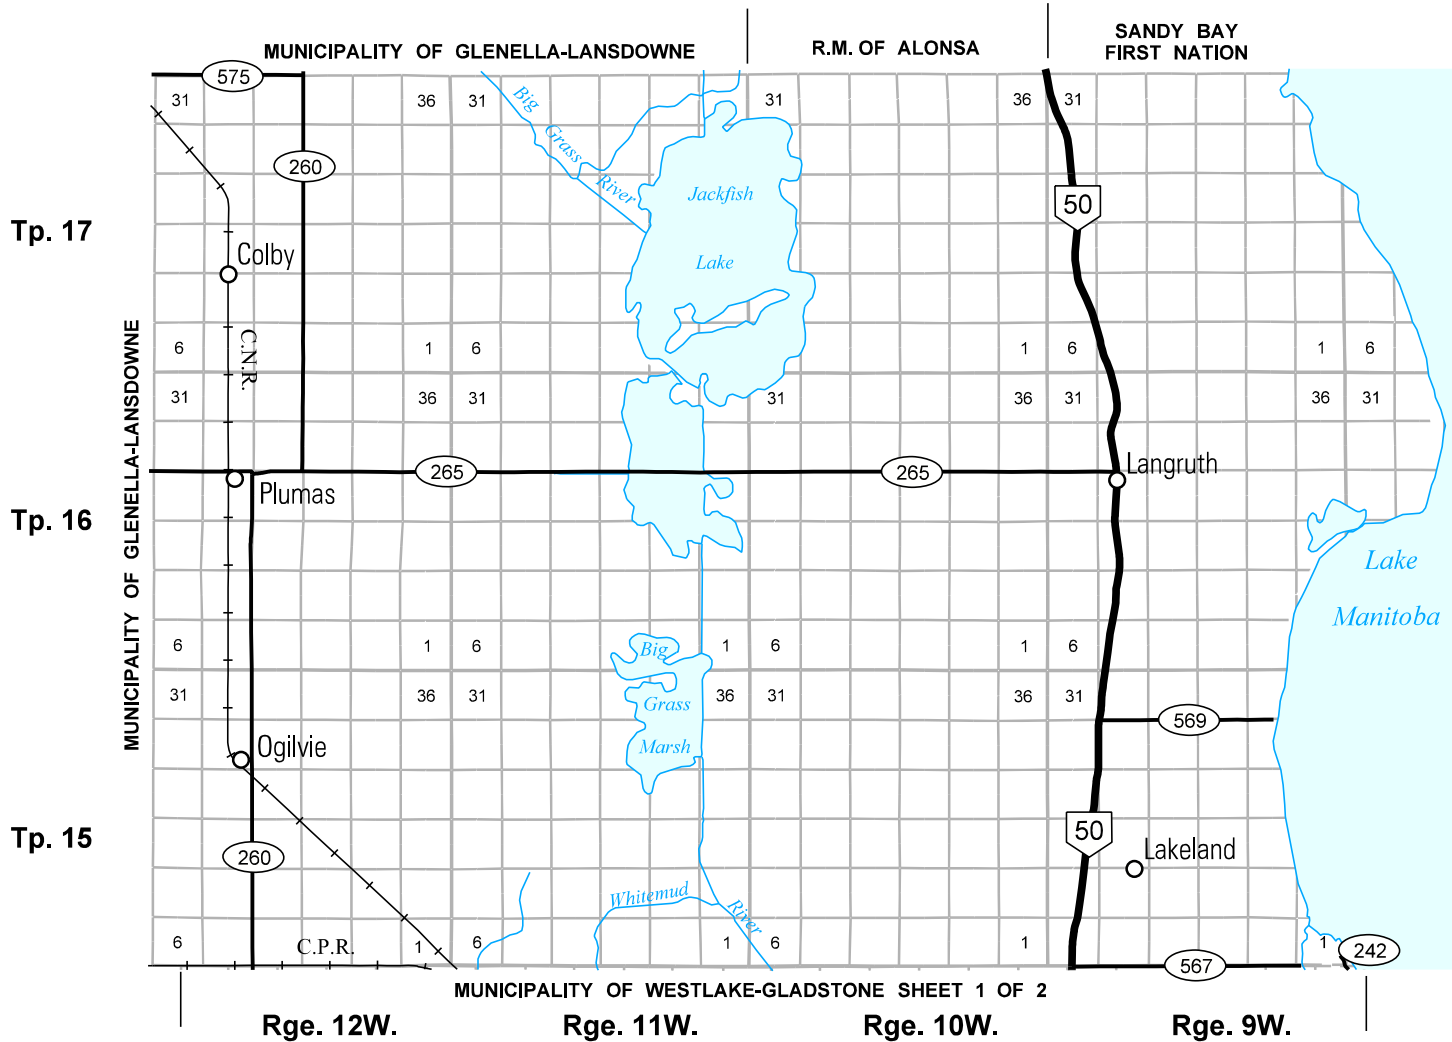 MUNICIPALITY OF GLENELLA-LANSDOWNE
R.M. OF ALONSA
SANDY BAY
FIRST NATION
575
31
36
31
31
36
31
Big
Grass
River
260
Jackfish
Lake
50
Tp. 17
Colby
C.N.R.
MUNICIPALITY OF GLENELLA-LANSDOWNE
6
1
6
1
6
1
6
31
36
31
31
36
31
36
31
265
265
Langruth
Plumas
Tp. 16
Lake
Manitoba
6
1
6
Big
1
6
1
6
31
36
31
Grass
36
31
36
31
Marsh
569
Ogilvie
50
Tp. 15
260
Lakeland
Whitemud
River
6
C.P.R.
1
6
1
6
1
1
242
567
MUNICIPALITY OF WESTLAKE-GLADSTONE SHEET 1 OF 2
Rge. 12W.
Rge. 11W.
Rge. 10W.
Rge. 9W.